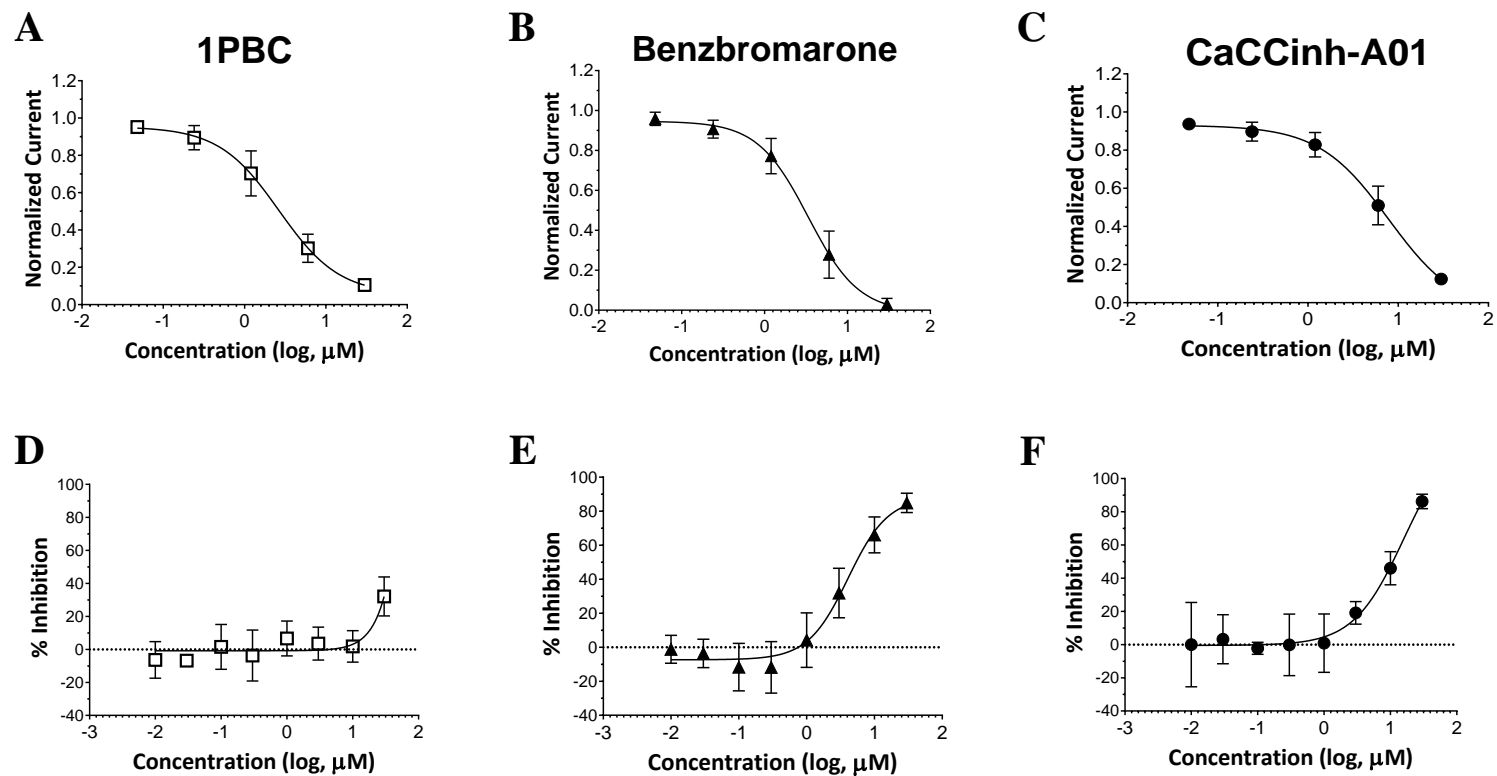 A
1PBC
Normalized Current
1.2
1.0
0.8
0.6
0.4
0.2
0.0
-2 -1 0 1 2
Concentration (log, μM)
B
Benzbromarone
Normalized Current
1.2
1.0
0.8
0.6
0.4
0.2
0.0
-2 -1 0 1 2
Concentration (log, μM)
C
CaCCinh-A01
Normalized Current
1.2
1.0
0.8
0.6
0.4
0.2
0.0
-2 -1 0 1 2
Concentration (log, μM)
D
% Inhibition
100
80
60
40
20
0
-20
-40
-3 -2 -1 0 1 2
Concentration (log, μM)
E
% Inhibition
100
80
60
40
20
0
-20
-40
-3 -2 -1 0 1 2
Concentration (log, μM)
F
% Inhibition
100
80
60
40
20
0
-20
-40
-3 -2 -1 0 1 2
Concentration (log, μM)